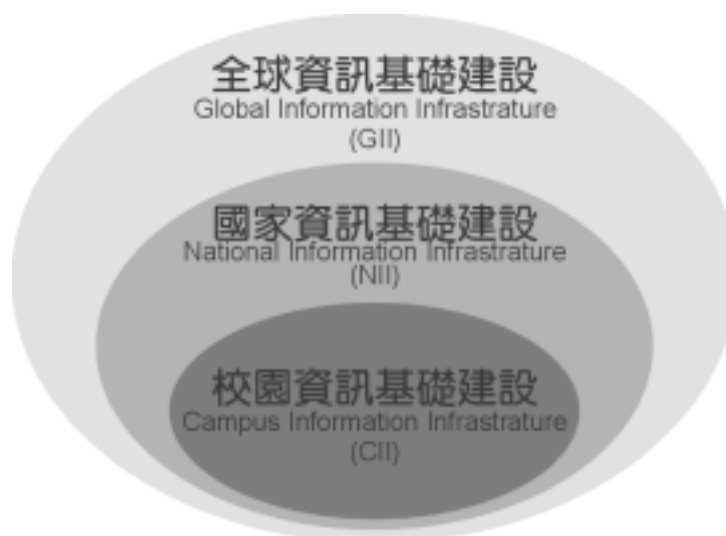 全球資訊基礎建設
Global Information Infrastrature
(GII)
國家資訊基礎建設
National Information Infrastrature
(NII)
校園資訊基礎建設
Campus Information Infrastrature
(CII)